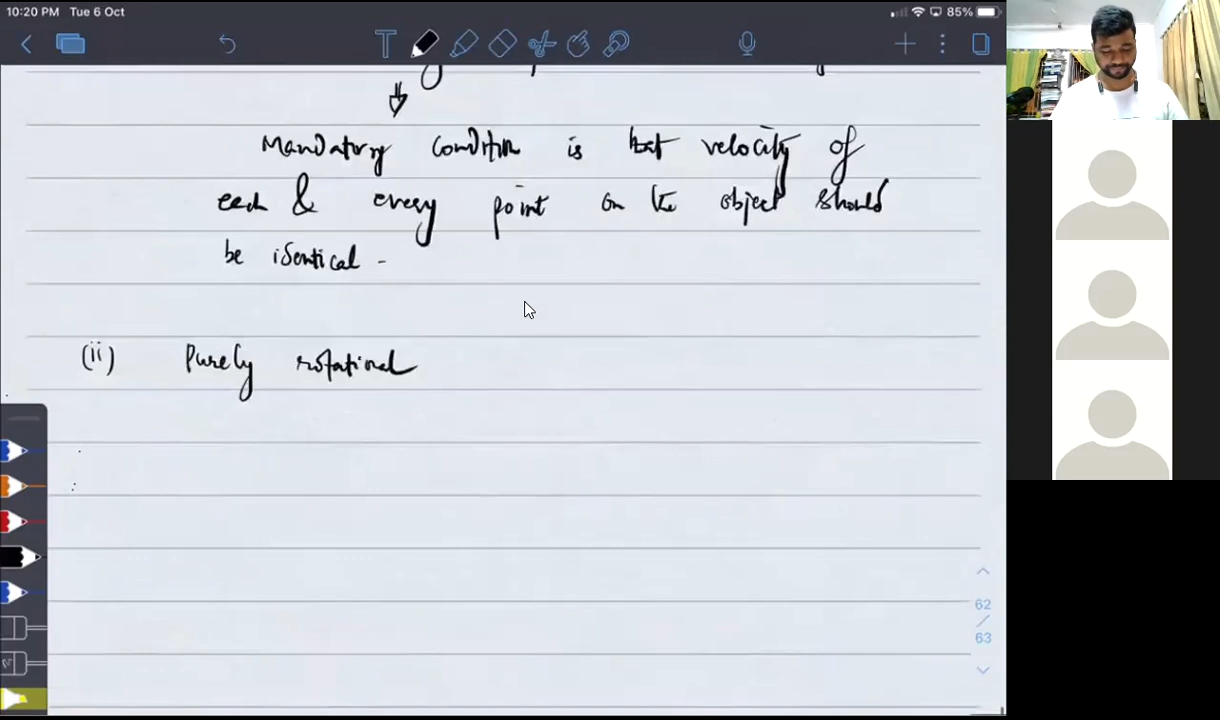 10:20 PM Tue 6 Oct
85%
T
Mandatory condition is that velocity of
each & every point on the object should
be identical -
(ii) Purely rotational
62
/
63